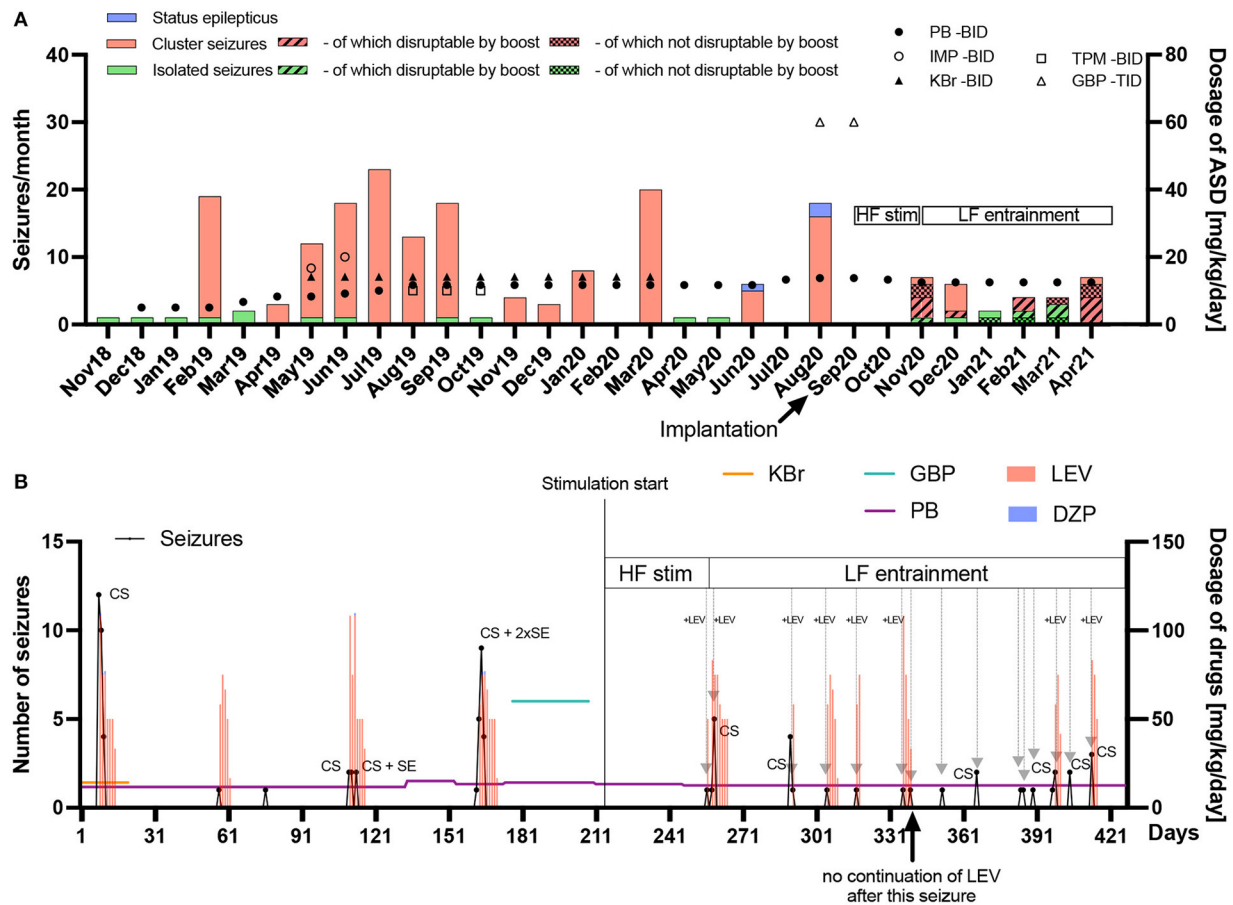 A
Status epilepticus
Cluster seizures
- of which disruptable by boost
- of which not disruptable by boost
Isolated seizures
- of which disruptable by boost
- of which not disruptable by boost
PB -BID
IMP -BID
TPM -BID
KBr -BID
GBP -TID
Seizures/month
40
30
20
10
0
Dosage of ASD [mg/kg/day]
80
60
40
20
0
HF stim
LF entrainment
Nov18
Dec18
Jan19
Feb19
Mar19
Apr19
May19
Jun19
Jul19
Aug19
Sep19
Oct19
Nov19
Dec19
Jan20
Feb20
Mar20
Apr20
May20
Jun20
Jul20
Aug20
Sep20
Oct20
Nov20
Dec20
Jan21
Feb21
Mar21
Apr21
Implantation
B
Stimulation start
KBr
GBP
LEV
PB
DZP
Seizures
Number of seizures
15
10
5
0
Dosage of drugs [mg/kg/day]
150
100
50
0
HF stim
LF entrainment
CS
CS + SE
CS + 2xSE
+LEV
+LEV
+LEV
+LEV
+LEV
+LEV
+LEV
+LEV
CS
CS
CS
CS
CS
CS
1
31
61
91
121
151
181
211
241
271
301
331
361
391
421
Days
no continuation of LEV
after this seizure